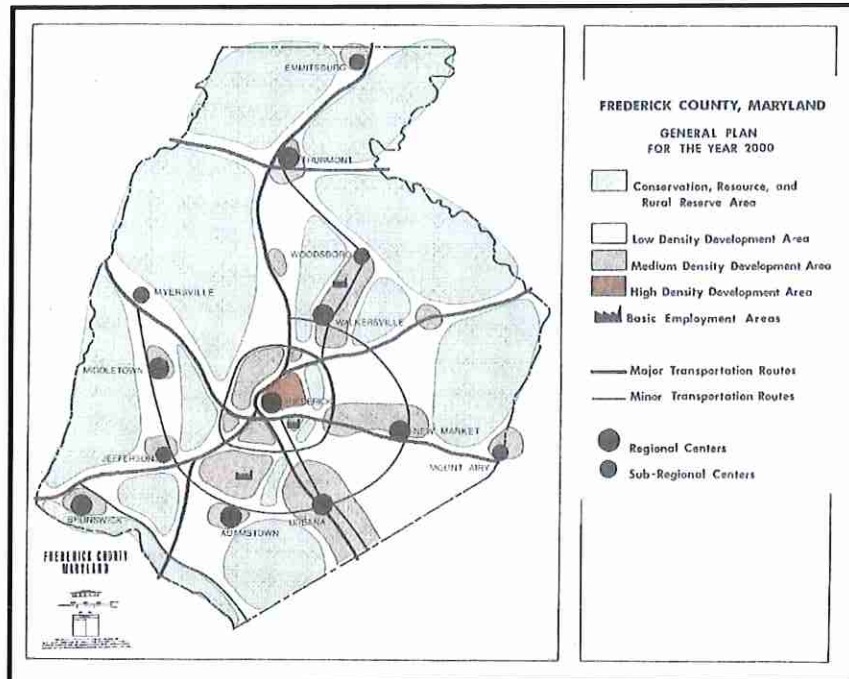 EMMITSBURG
THURMONT
WOODSBORO
MYERSVILLE
WALKERSVILLE
MIDDLETOWN
FREDERICK
NEW MARKET
JEFFERSON
MOUNT AIRY
BRUNSWICK
ADAMSTOWN
URBANA
FREDERICK COUNTY
MARYLAND
FREDERICK COUNTY, MARYLAND
GENERAL PLAN
FOR THE YEAR 2000
Conservation, Resource, and
Rural Reserve Area
Low Density Development Area
Medium Density Development Area
High Density Development Area
Basic Employment Areas
Major Transportation Routes
Minor Transportation Routes
Regional Centers
Sub-Regional Centers